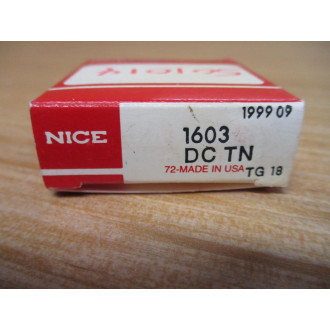 1999 09
NICE
1603
DC TN
72-MADE IN USA
TG 18